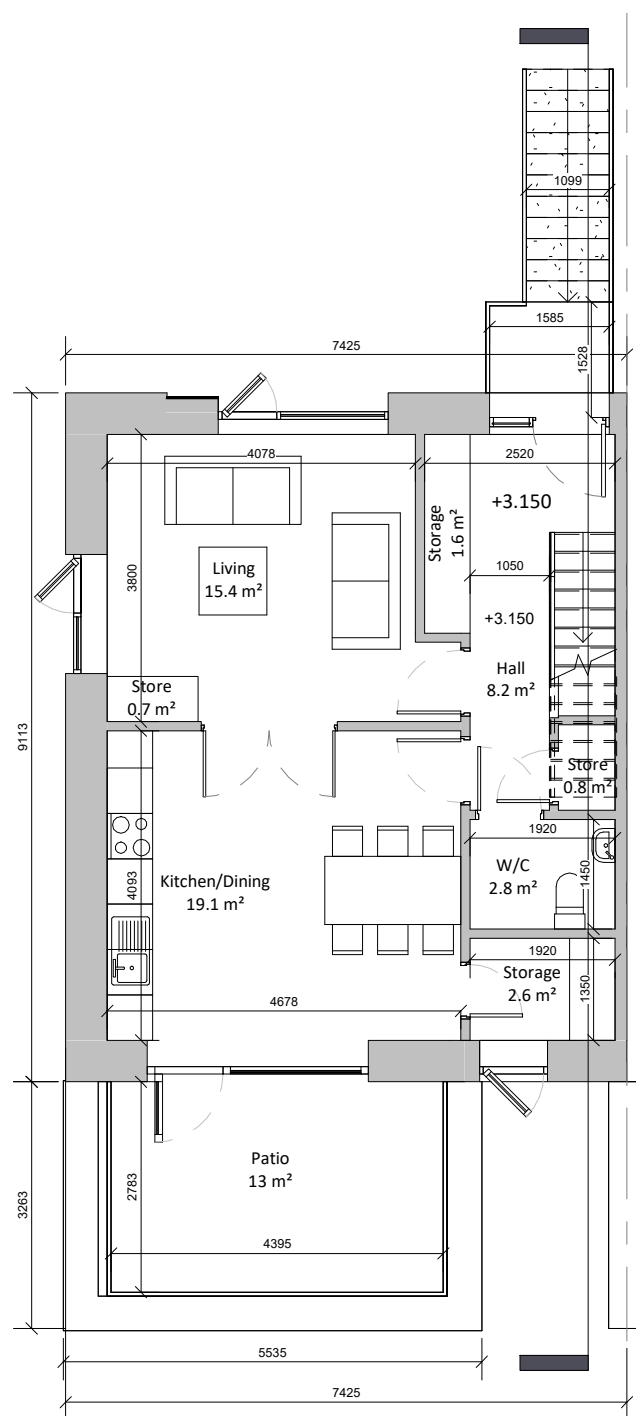 1099
1585
1528
7425
4078
2520
+3.150
Storage
1.6 m²
Living
15.4 m²
3800
1050
+3.150
Hall
8.2 m²
Store
0.7 m²
9113
Store
0.8 m²
1920
W/C
2.8 m²
1450
Kitchen/Dining
19.1 m²
4093
1920
Storage
2.6 m²
1350
4678
Patio
13 m²
2783
3263
4395
5535
7425